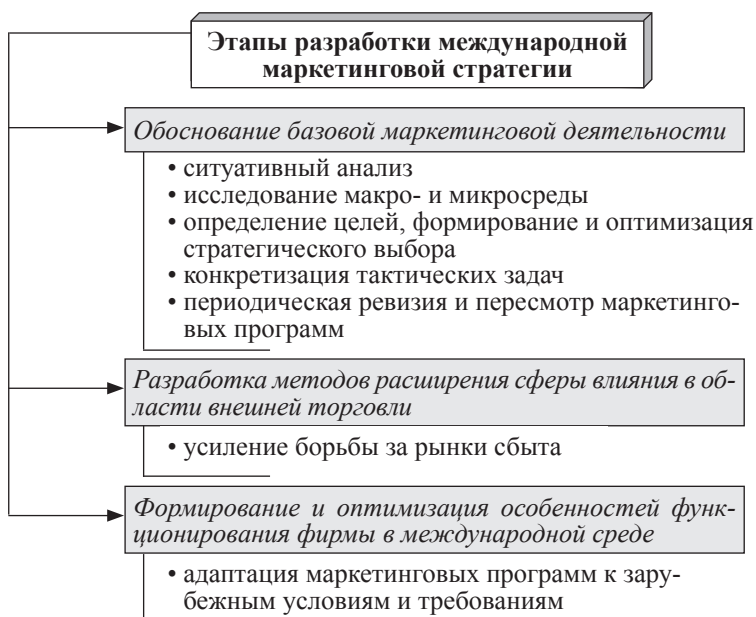 Этапы разработки международной
маркетинговой стратегии
Обоснование базовой маркетинговой деятельности
• ситуативный анализ
• исследование макро- и микросреды
• определение целей, формирование и оптимизация
стратегического выбора
• конкретизация тактических задач
• периодическая ревизия и пересмотр маркетинго-
вых программ
Разработка методов расширения сферы влияния в об-
ласти внешней торговли
• усиление борьбы за рынки сбыта
Формирование и оптимизация особенностей функ-
ционирования фирмы в международной среде
• адаптация маркетинговых программ к зару-
бежным условиям и требованиям